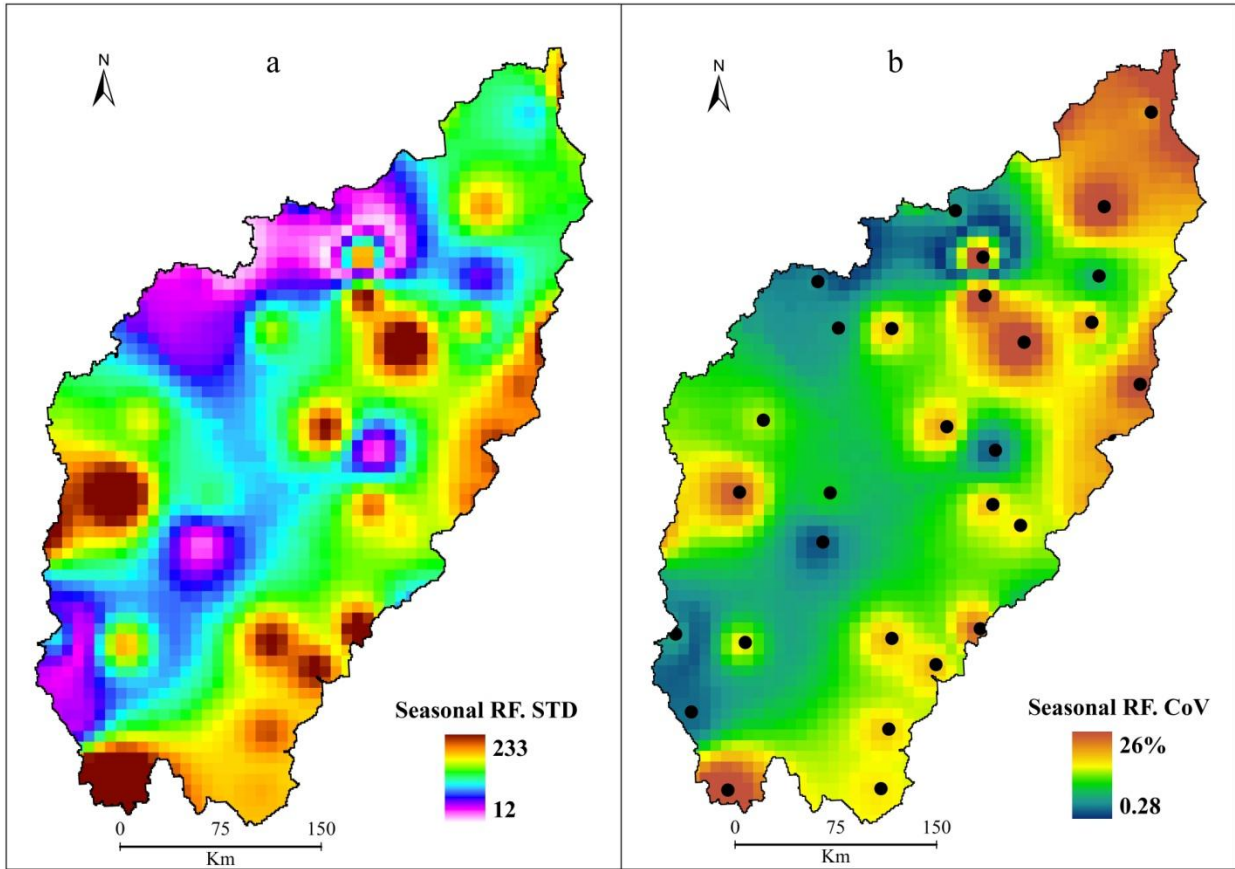 N
a
Seasonal RF. STD
233
12
0 75 150
Km
N
b
Seasonal RF. CoV
26%
0.28
0 75 150
Km